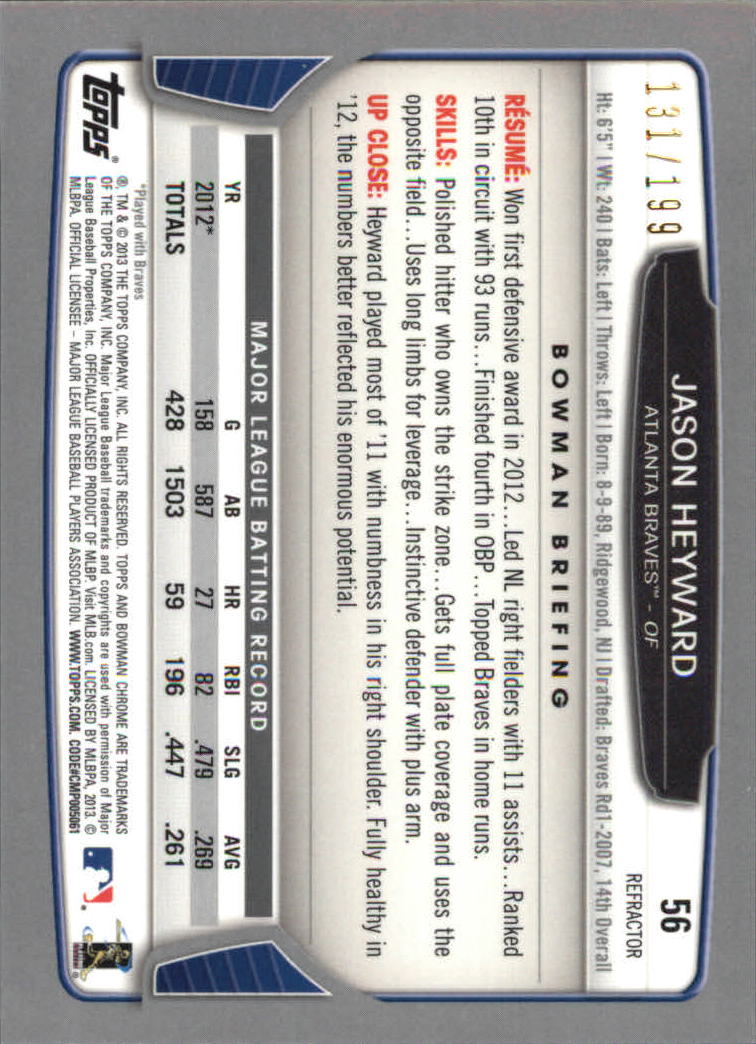 131/199
JASON HEYWARD
ATLANTA BRAVES™ - OF
56
REFRACTOR
Ht: 6'5" | Wt: 240 | Bats: Left | Throws: Left | Born: 8-9-89, Ridgewood, NJ | Drafted: Braves Rd1-2007, 14th Overall
BOWMAN BRIEFING
RÉSUMÉ: Won first defensive award in 2012...Led NL right fielders with 11 assists...Ranked
10th in circuit with 93 runs...Finished fourth in OBP...Topped Braves in home runs.
SKILLS: Polished hitter who owns the strike zone...Gets full plate coverage and uses the
opposite field...Uses long limbs for leverage...Instinctive defender with plus arm.
UP CLOSE: Heyward played most of '11 with numbness in his right shoulder. Fully healthy in
'12, the numbers better reflected his enormous potential.
MAJOR LEAGUE BATTING RECORD
YR G AB HR RBI SLG AVG
2012* 158 587 27 82 .479 .269
TOTALS 428 1503 59 196 .447 .261
*Played with Braves
topps®
®, TM & © 2013 THE TOPPS COMPANY, INC. ALL RIGHTS RESERVED. TOPPS AND BOWMAN CHROME ARE TRADEMARKS
OF THE TOPPS COMPANY, INC. Major League Baseball trademarks and copyrights are used with permission of Major
League Baseball Properties, Inc. OFFICIALLY LICENSED PRODUCT OF MLBP. Visit MLB.com. LICENSED BY MLBPA, 2013. ©
MLBPA. OFFICIAL LICENSEE – MAJOR LEAGUE BASEBALL PLAYERS ASSOCIATION. WWW.TOPPS.COM. CODE#CMP005061